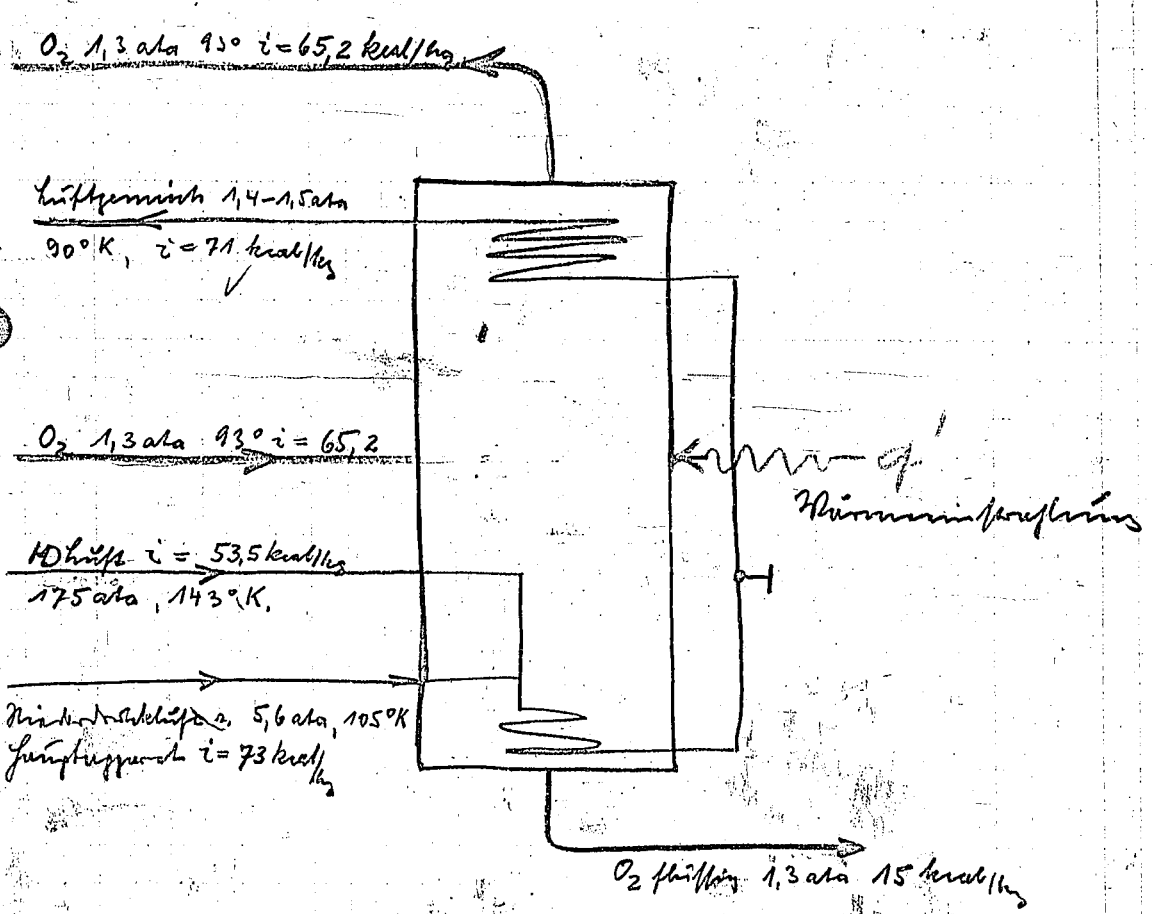 O₂ 1,3 ata 93° i = 65,2 kcal/kg
Luftgemisch 1,4-1,5 ata
90°K, i = 71 kcal/kg
O₂ 1,3 ata 93° i = 65,2
q'
Wärmeeinstrahlung
HD Luft i = 53,5 kcal/kg
175 ata, 143°K.
Niederdruckluft z. 5,6 ata, 105°K
Hauptapparat i = 73 kcal/kg
O₂ flüssig 1,3 ata 15 kcal/kg